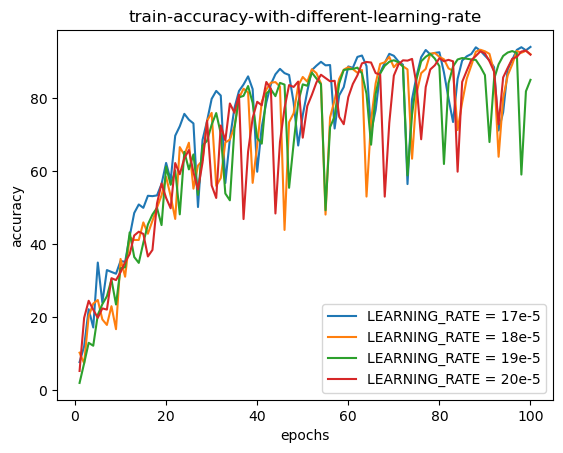 train-accuracy-with-different-learning-rate
accuracy
80
60
40
20
0
LEARNING_RATE = 17e-5
LEARNING_RATE = 18e-5
LEARNING_RATE = 19e-5
LEARNING_RATE = 20e-5
0 20 40 60 80 100
epochs